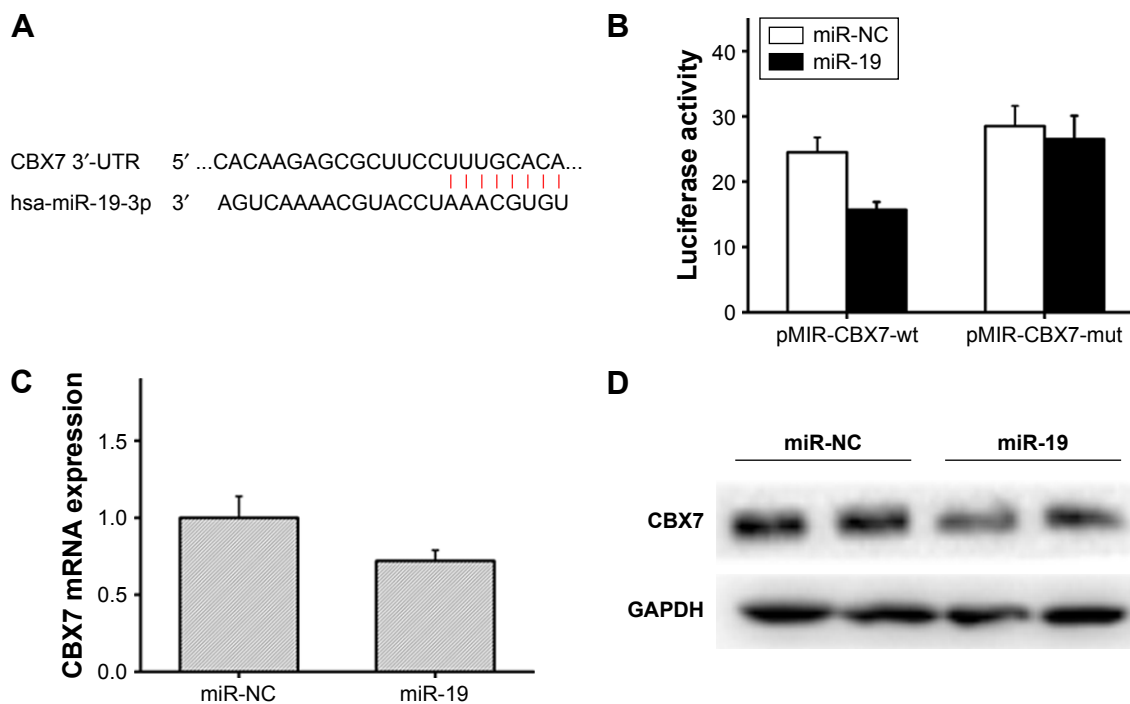 A
CBX7 3′-UTR 5′ ...CACAAGAGCGCUUCCUUUGCACA...
hsa-miR-19-3p 3′ AGUCAAAACGUACCUAAACGUGU
B
miR-NC
miR-19
Luciferase activity
40
30
20
10
0
pMIR-CBX7-wt pMIR-CBX7-mut
C
CBX7 mRNA expression
1.5
1.0
0.5
0.0
miR-NC miR-19
D
miR-NC miR-19
CBX7
GAPDH